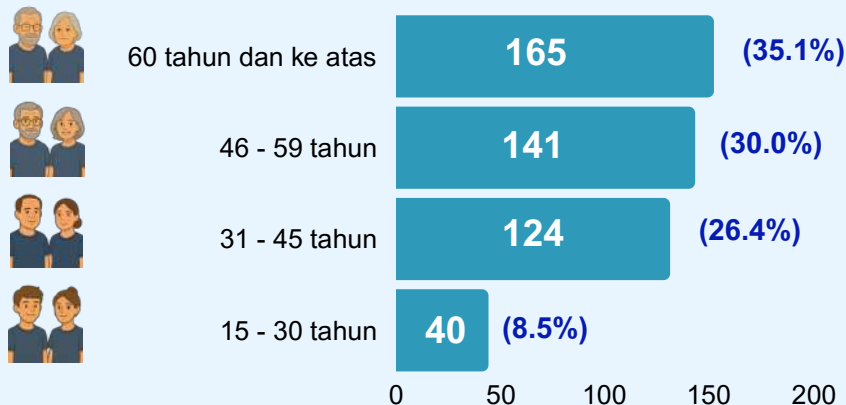 60 tahun dan ke atas 165 (35.1%)
46 - 59 tahun 141 (30.0%)
31 - 45 tahun 124 (26.4%)
15 - 30 tahun 40 (8.5%)
0 50 100 150 200